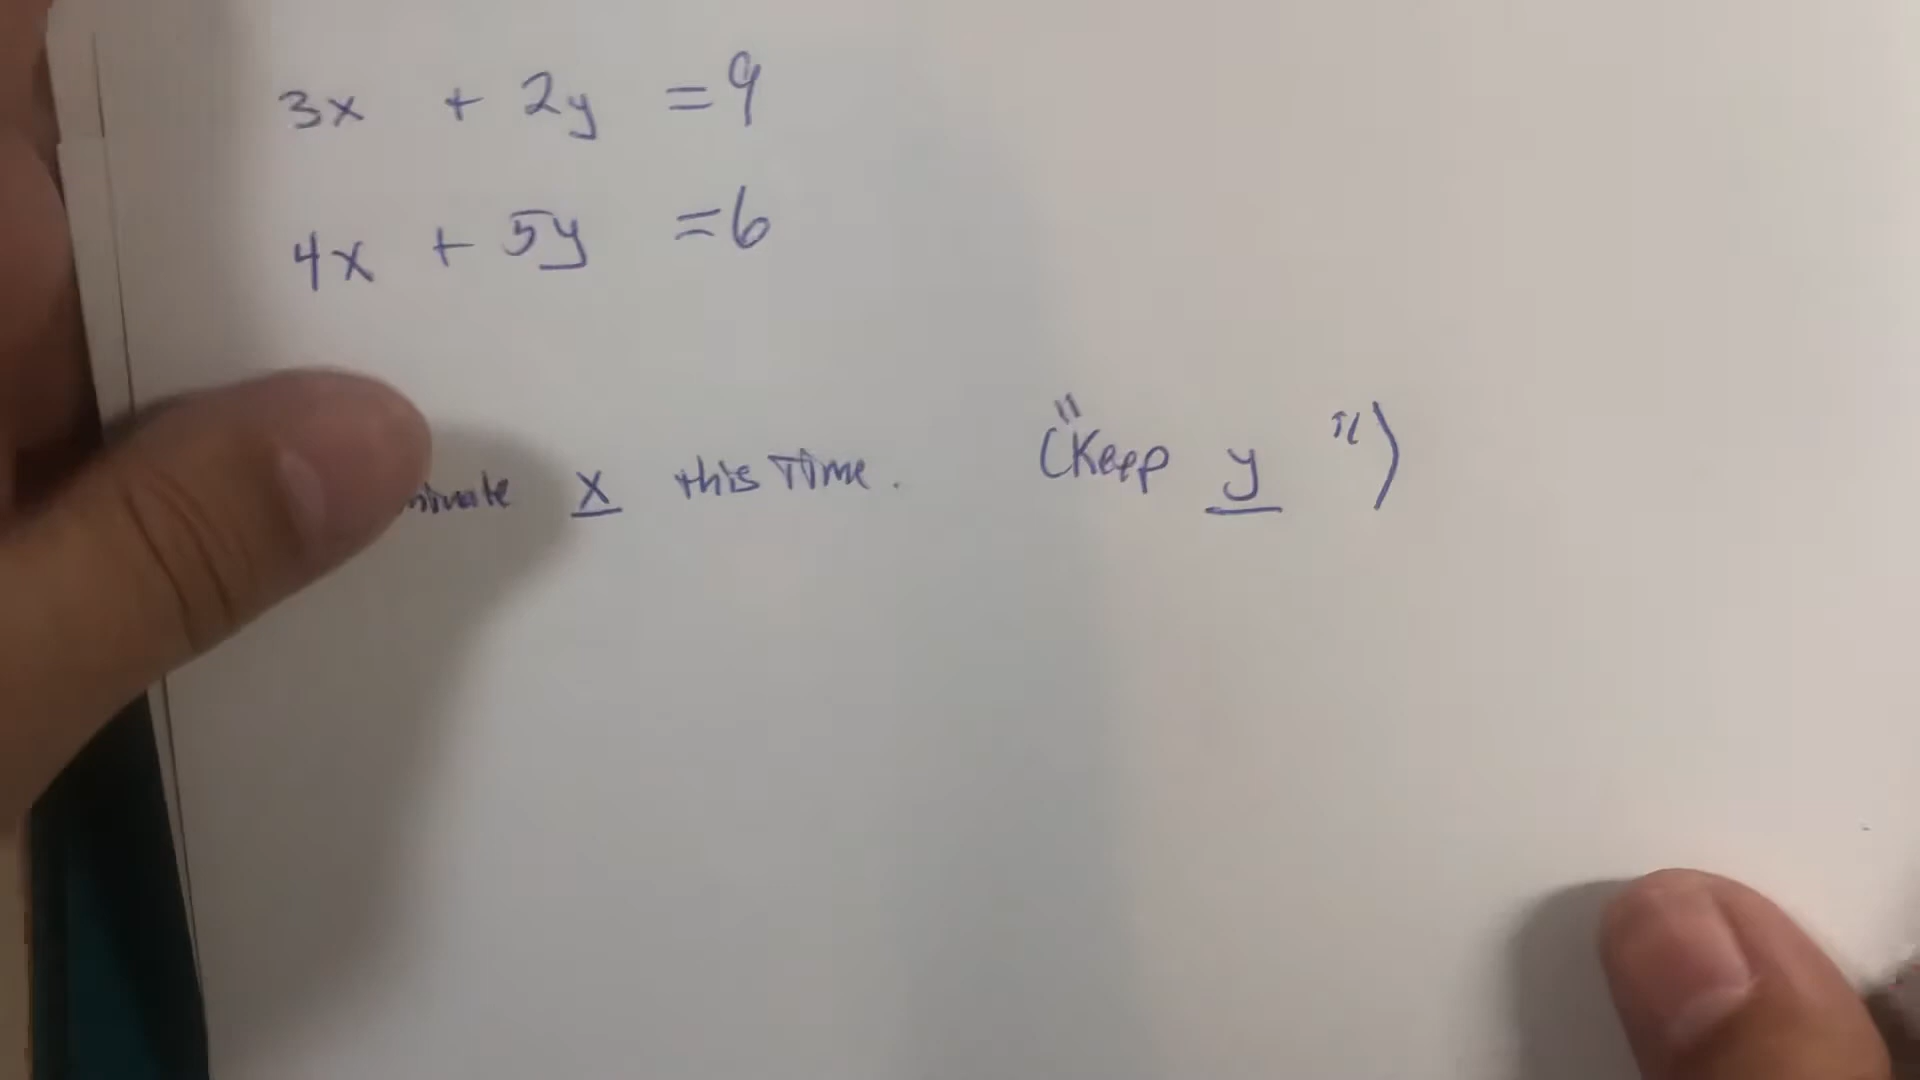 3x + 2y = 9
4x + 5y = 6
x this Time. ("Keep y ")